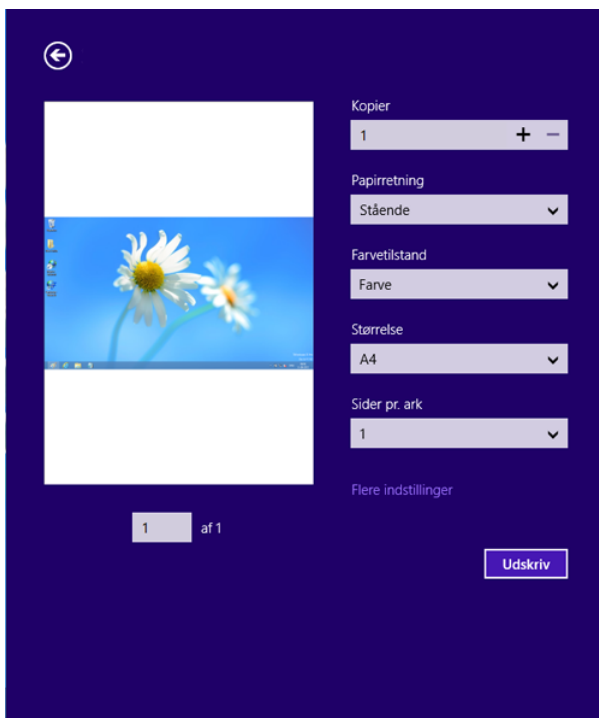 Kopier
1
Papirretning
Stående
Farvetilstand
Farve
Størrelse
A4
Sider pr. ark
1
Flere indstillinger
1 af 1
Udskriv